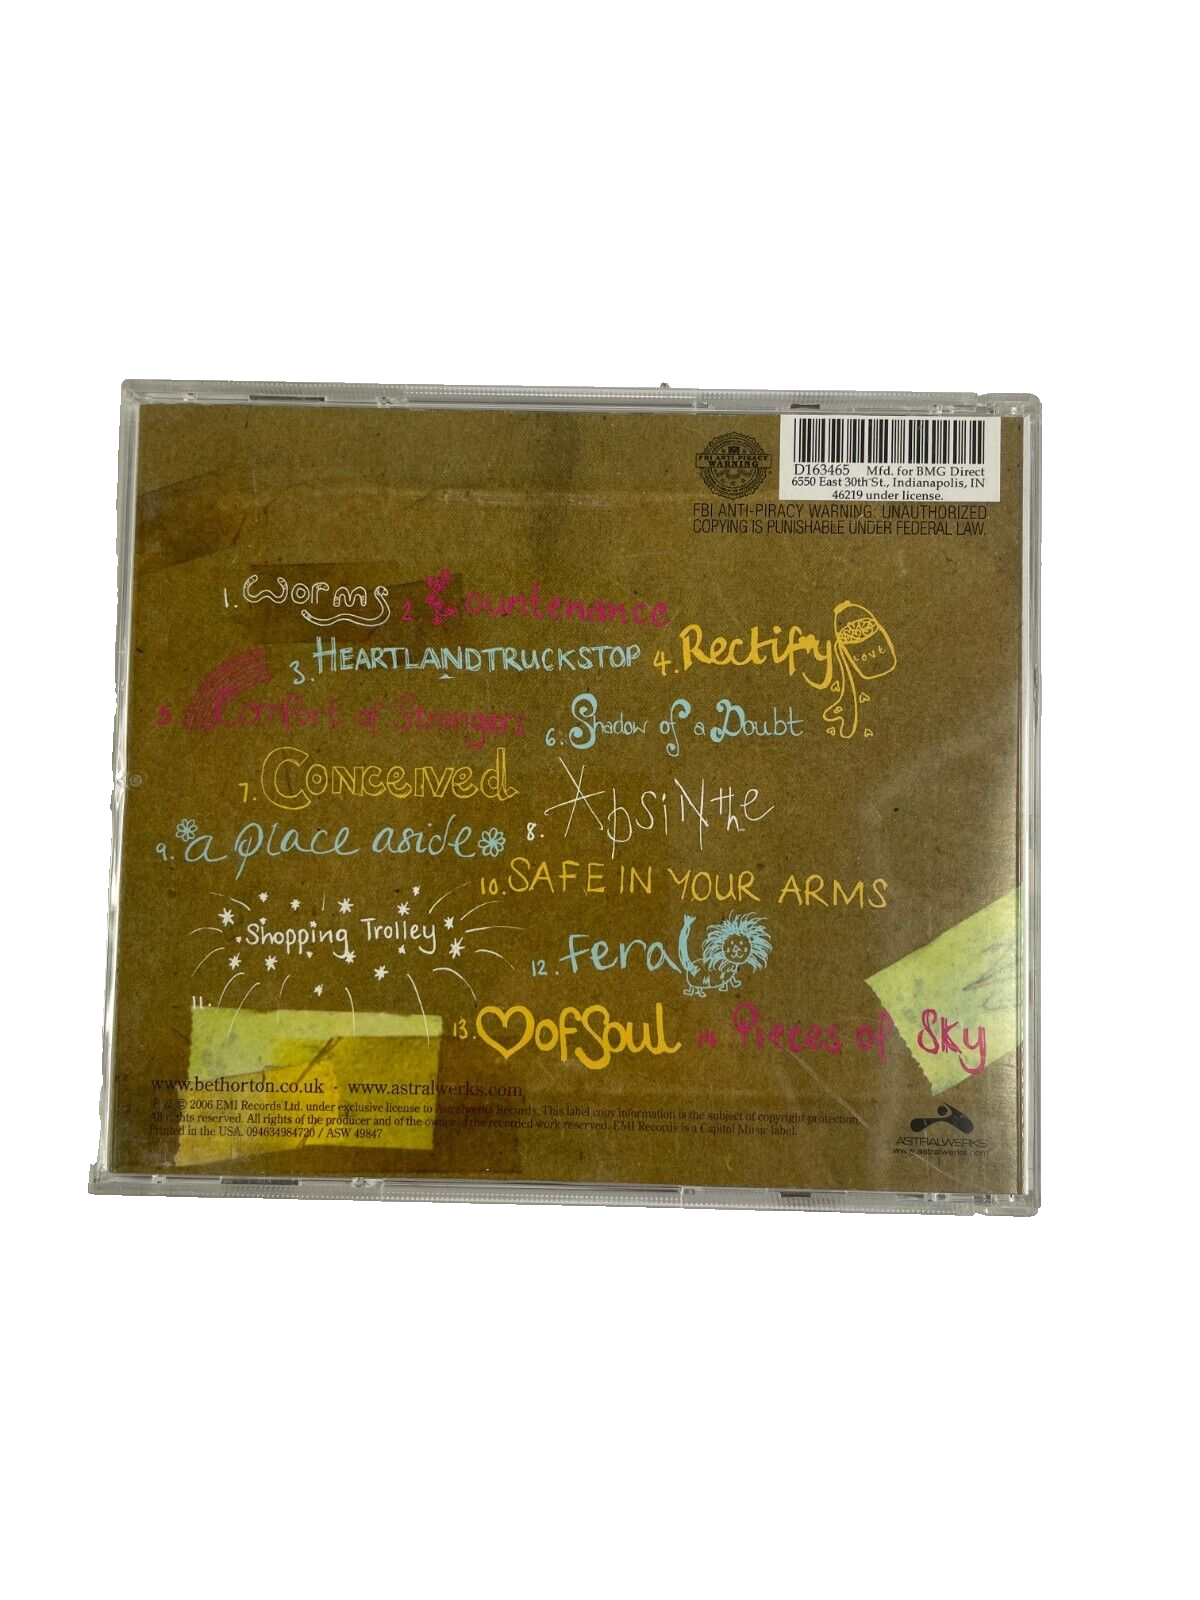 FBI ANTI-PIRACY
WARNING
D163465 Mfd. for BMG Direct
6550 East 30th St., Indianapolis, IN
46219 under license.
FBI ANTI-PIRACY WARNING: UNAUTHORIZED
COPYING IS PUNISHABLE UNDER FEDERAL LAW.
1. Worms 2. Countenance
3. HEARTLANDTRUCKSTOP 4. Rectify
LOVE
5. Comfort of Strangers
6. Shadow of a Doubt
7. CONCEIVED
8. AbsiNthe
9. a place aside
10. SAFE IN YOUR ARMS
11. Shopping Trolley
12. Feral
13. ♥ of Soul 14. Pieces of Sky
www.bethorton.co.uk · www.astralwerks.com
℗ & © 2006 EMI Records Ltd. under exclusive license to Astralwerks Records. This label copy information is the subject of copyright protection.
All rights reserved. All rights of the producer and of the owner of the recorded work reserved. EMI Records is a Capitol Music label.
Printed in the USA. 094634984720 / ASW 49847
ASTRALWERKS
www.astralwerks.com